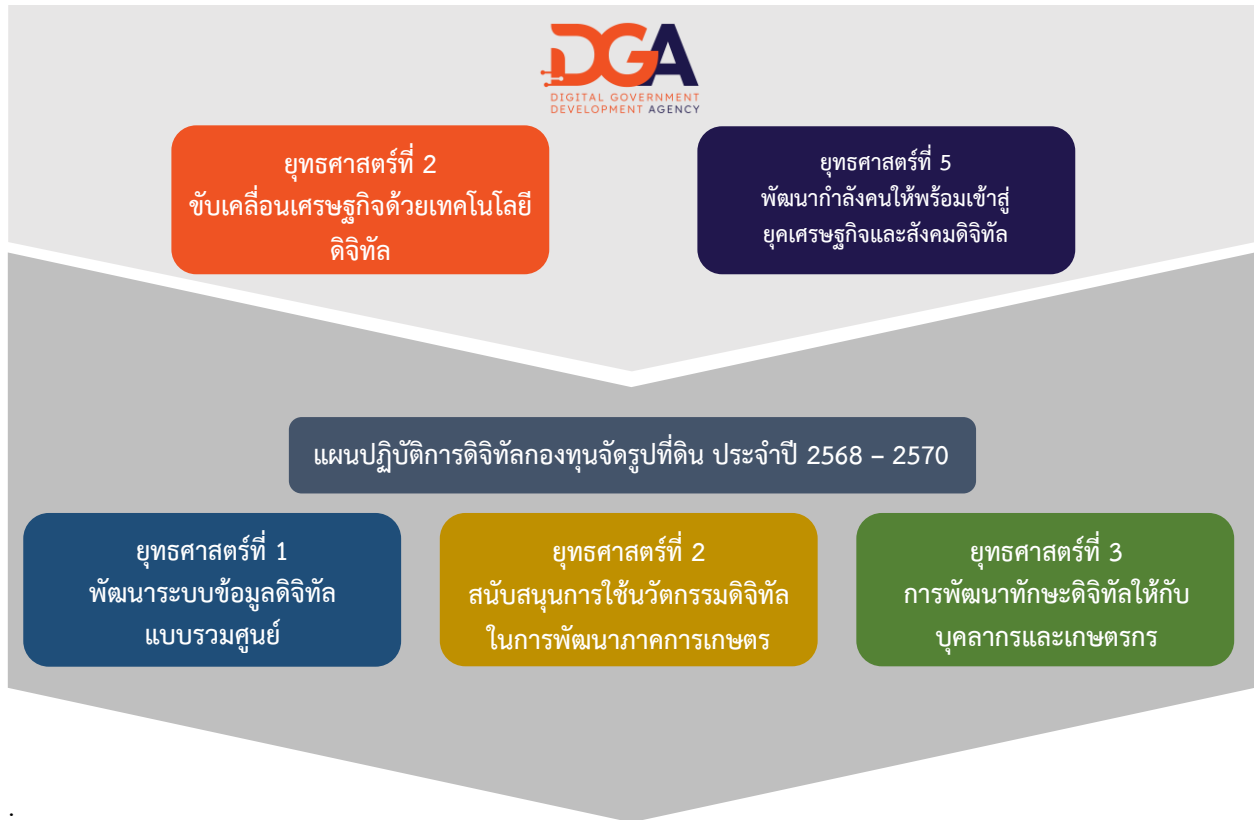 DGA
DIGITAL GOVERNMENT
DEVELOPMENT AGENCY
ยุทธศาสตร์ที่ 2
ขับเคลื่อนเศรษฐกิจด้วยเทคโนโลยี
ดิจิทัล
ยุทธศาสตร์ที่ 5
พัฒนากำลังคนให้พร้อมเข้าสู่
ยุคเศรษฐกิจและสังคมดิจิทัล
แผนปฏิบัติการดิจิทัลกองทุนจัดรูปที่ดิน ประจำปี 2568 – 2570
ยุทธศาสตร์ที่ 1
พัฒนาระบบข้อมูลดิจิทัล
แบบรวมศูนย์
ยุทธศาสตร์ที่ 2
สนับสนุนการใช้นวัตกรรมดิจิทัล
ในการพัฒนาภาคการเกษตร
ยุทธศาสตร์ที่ 3
การพัฒนาทักษะดิจิทัลให้กับ
บุคลากรและเกษตรกร
.